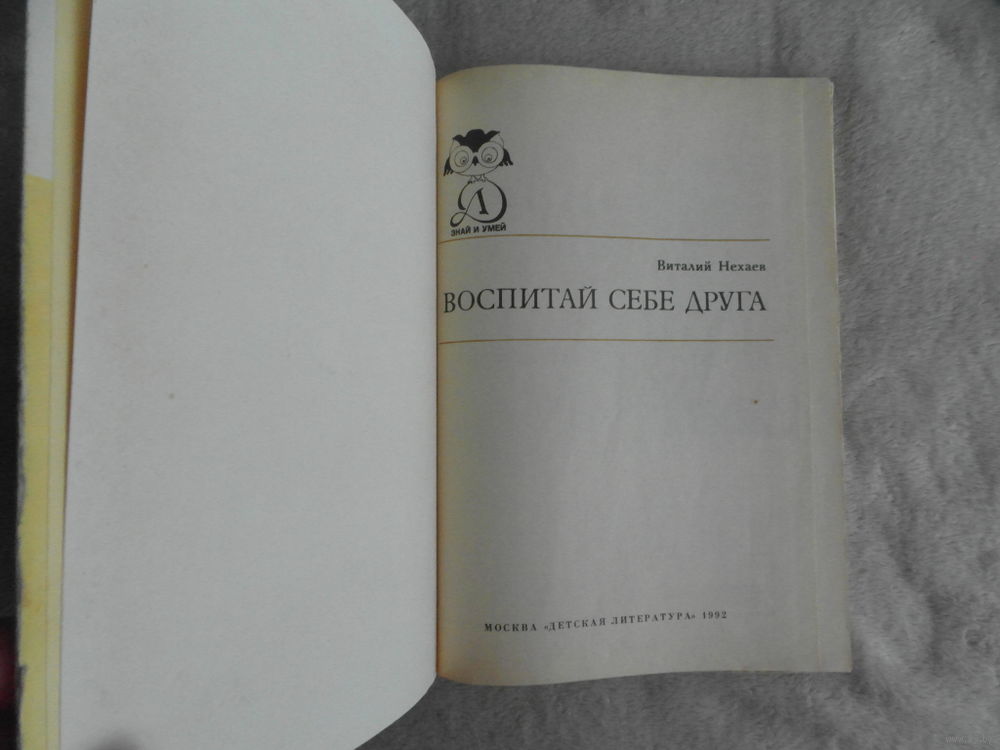 ЗНАЙ И УМЕЙ
Виталий Нехаев
ВОСПИТАЙ СЕБЕ ДРУГА
МОСКВА «ДЕТСКАЯ ЛИТЕРАТУРА» 1992